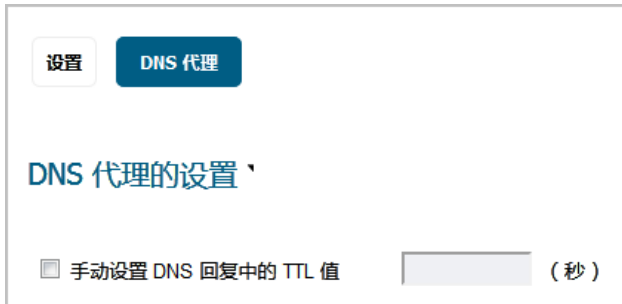 设置 DNS 代理
DNS 代理的设置
手动设置 DNS 回复中的 TTL 值 (秒)